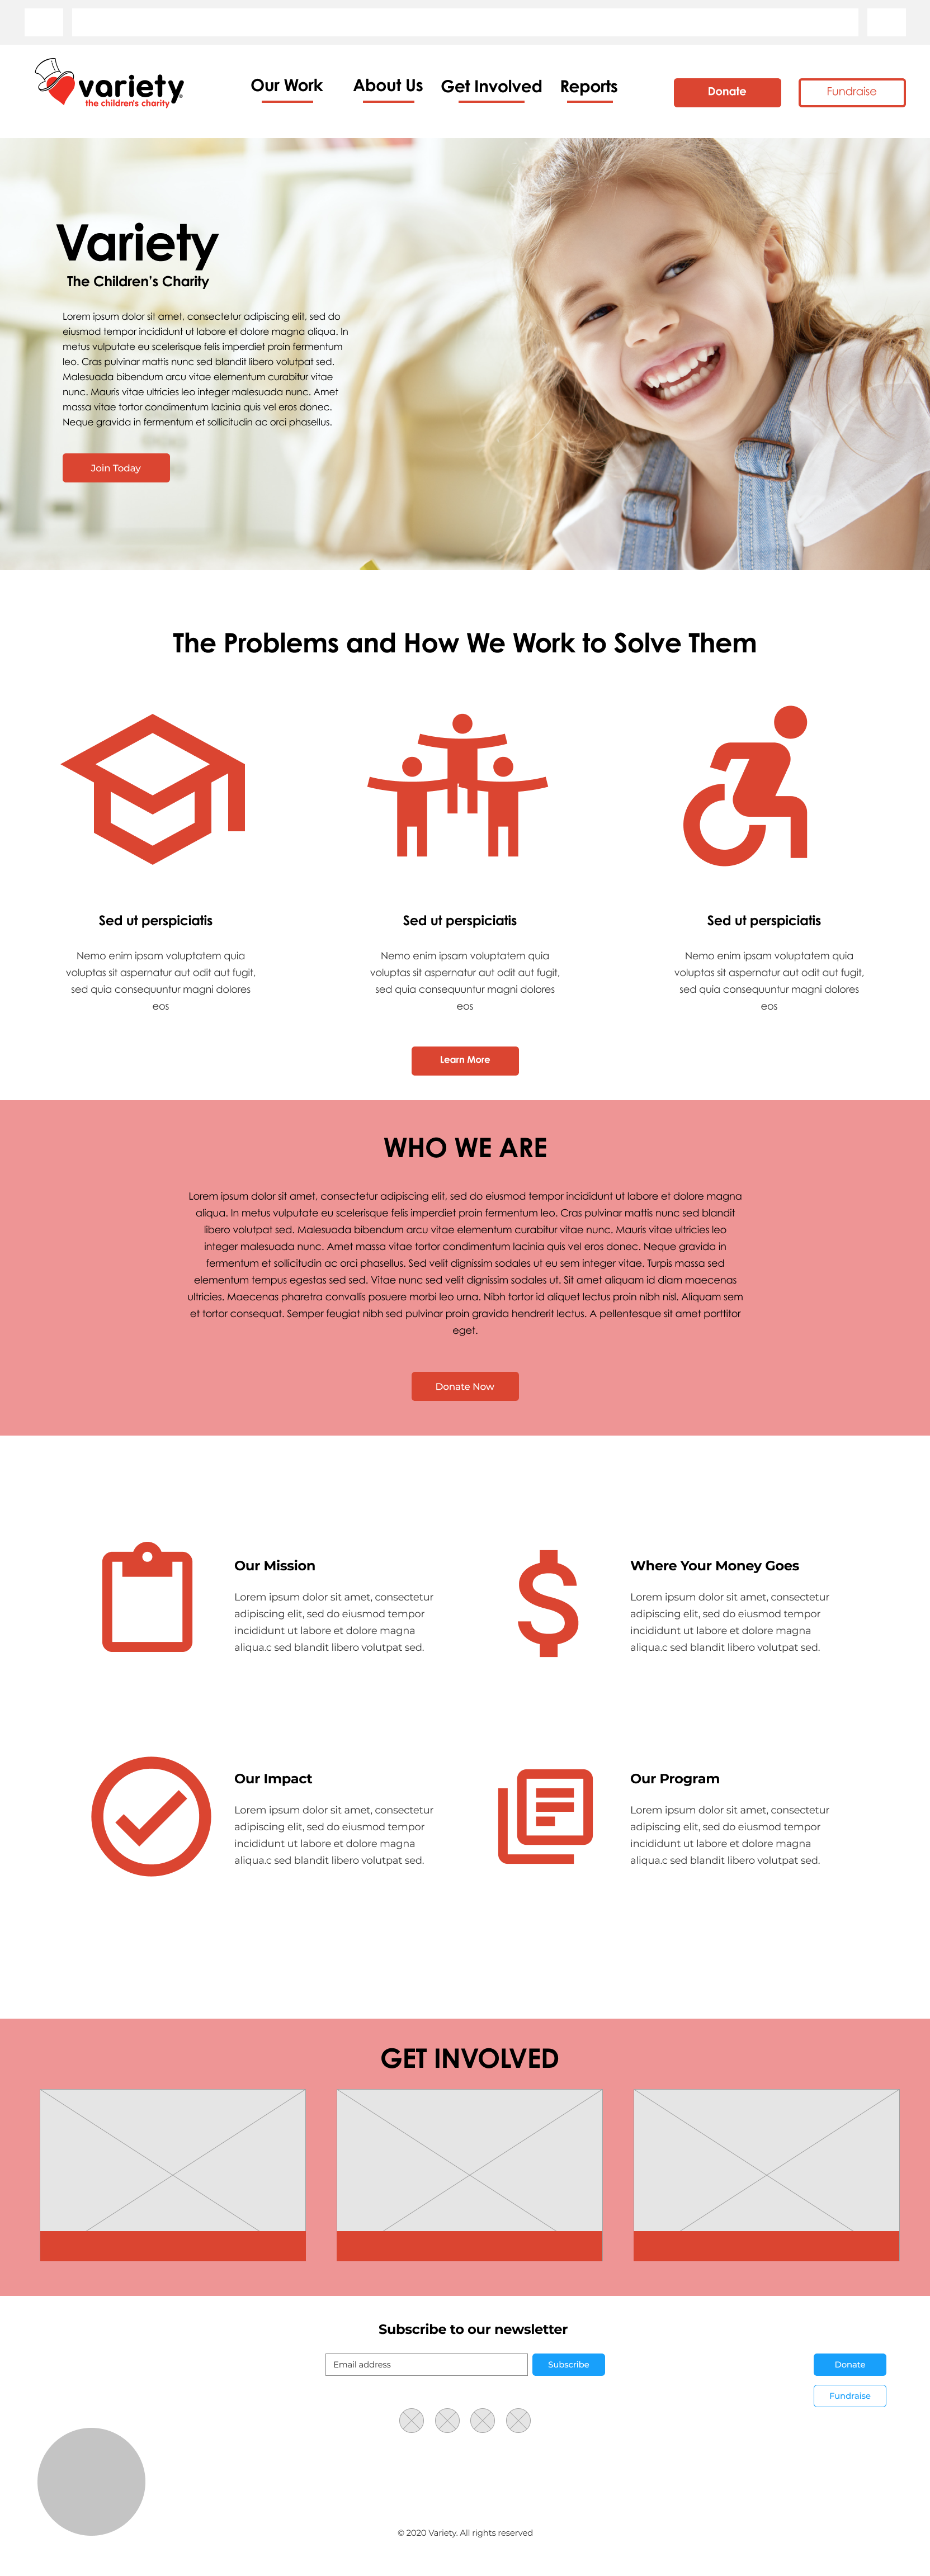 variety
the children's charity
Our Work
About Us
Get Involved
Reports
Donate
Fundraise
Variety
The Children's Charity
Lorem ipsum dolor sit amet, consectetur adipiscing elit, sed do
eiusmod tempor incididunt ut labore et dolore magna aliqua. In
metus vulputate eu scelerisque felis imperdiet proin fermentum
leo. Cras pulvinar mattis nunc sed blandit libero volutpat sed.
Malesuada bibendum arcu vitae elementum curabitur vitae
nunc. Mauris vitae ultricies leo integer malesuada nunc. Amet
massa vitae tortor condimentum lacinia quis vel eros donec.
Neque gravida in fermentum et sollicitudin ac orci phasellus.
Join Today
The Problems and How We Work to Solve Them
Sed ut perspiciatis
Nemo enim ipsam voluptatem quia
voluptas sit aspernatur aut odit aut fugit,
sed quia consequuntur magni dolores
eos
Sed ut perspiciatis
Nemo enim ipsam voluptatem quia
voluptas sit aspernatur aut odit aut fugit,
sed quia consequuntur magni dolores
eos
Sed ut perspiciatis
Nemo enim ipsam voluptatem quia
voluptas sit aspernatur aut odit aut fugit,
sed quia consequuntur magni dolores
eos
Learn More
WHO WE ARE
Lorem ipsum dolor sit amet, consectetur adipiscing elit, sed do eiusmod tempor incididunt ut labore et dolore magna
aliqua. In metus vulputate eu scelerisque felis imperdiet proin fermentum leo. Cras pulvinar mattis nunc sed blandit
libero volutpat sed. Malesuada bibendum arcu vitae elementum curabitur vitae nunc. Mauris vitae ultricies leo
integer malesuada nunc. Amet massa vitae tortor condimentum lacinia quis vel eros donec. Neque gravida in
fermentum et sollicitudin ac orci phasellus. Sed velit dignissim sodales ut eu sem integer vitae. Turpis massa sed
elementum tempus egestas sed sed. Vitae nunc sed velit dignissim sodales ut. Sit amet aliquam id diam maecenas
ultricies. Maecenas pharetra convallis posuere morbi leo urna. Nibh tortor id aliquet lectus proin nibh nisl. Aliquam sem
et tortor consequat. Semper feugiat nibh sed pulvinar proin gravida hendrerit lectus. A pellentesque sit amet porttitor
eget.
Donate Now
Our Mission
Lorem ipsum dolor sit amet, consectetur
adipiscing elit, sed do eiusmod tempor
incididunt ut labore et dolore magna
aliqua.c sed blandit libero volutpat sed.
Where Your Money Goes
Lorem ipsum dolor sit amet, consectetur
adipiscing elit, sed do eiusmod tempor
incididunt ut labore et dolore magna
aliqua.c sed blandit libero volutpat sed.
Our Impact
Lorem ipsum dolor sit amet, consectetur
adipiscing elit, sed do eiusmod tempor
incididunt ut labore et dolore magna
aliqua.c sed blandit libero volutpat sed.
Our Program
Lorem ipsum dolor sit amet, consectetur
adipiscing elit, sed do eiusmod tempor
incididunt ut labore et dolore magna
aliqua.c sed blandit libero volutpat sed.
GET INVOLVED
Subscribe to our newsletter
Email address
Subscribe
Donate
Fundraise
© 2020 Variety. All rights reserved